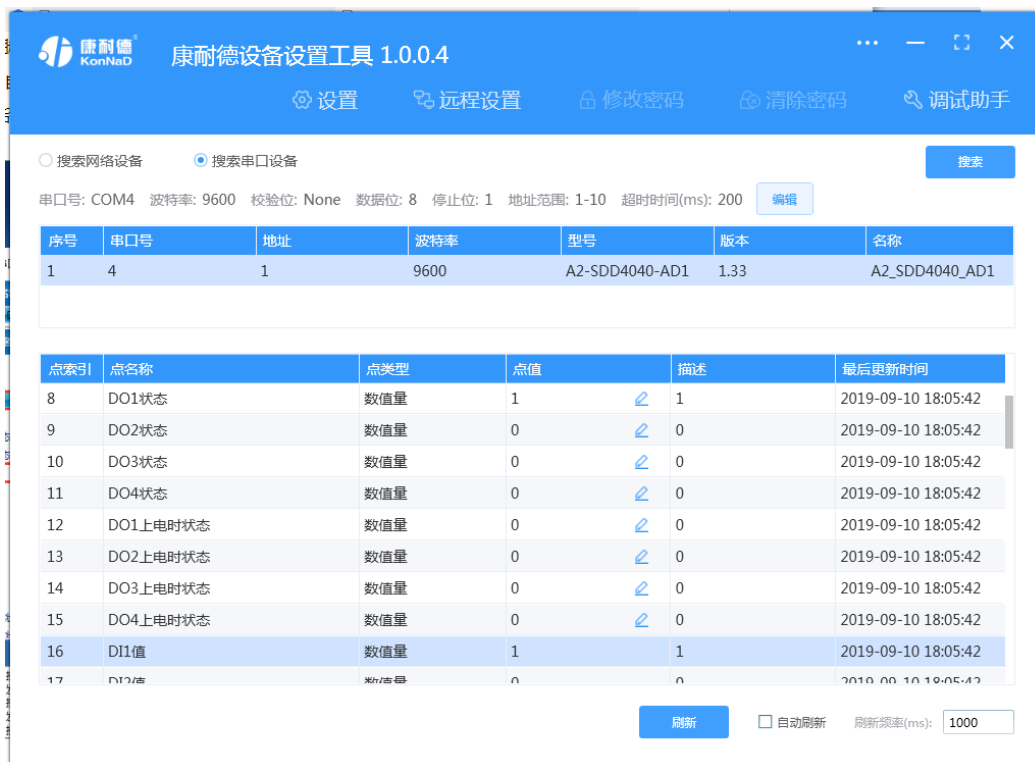 康耐德
KonNaD
康耐德设备设置工具 1.0.0.4
设置 远程设置 修改密码 清除密码 调试助手
搜索网络设备 搜索串口设备 搜索
串口号: COM4 波特率: 9600 校验位: None 数据位: 8 停止位: 1 地址范围: 1-10 超时时间(ms): 200 编辑
序号 串口号 地址 波特率 型号 版本 名称
1 4 1 9600 A2-SDD4040-AD1 1.33 A2_SDD4040_AD1
点索引 点名称 点类型 点值 描述 最后更新时间
8 DO1状态 数值量 1 1 2019-09-10 18:05:42
9 DO2状态 数值量 0 0 2019-09-10 18:05:42
10 DO3状态 数值量 0 0 2019-09-10 18:05:42
11 DO4状态 数值量 0 0 2019-09-10 18:05:42
12 DO1上电时状态 数值量 0 0 2019-09-10 18:05:42
13 DO2上电时状态 数值量 0 0 2019-09-10 18:05:42
14 DO3上电时状态 数值量 0 0 2019-09-10 18:05:42
15 DO4上电时状态 数值量 0 0 2019-09-10 18:05:42
16 DI1值 数值量 1 1 2019-09-10 18:05:42
17 DI2值 数值量 0 0 2019-09-10 18:05:42
刷新 自动刷新 刷新频率(ms): 1000